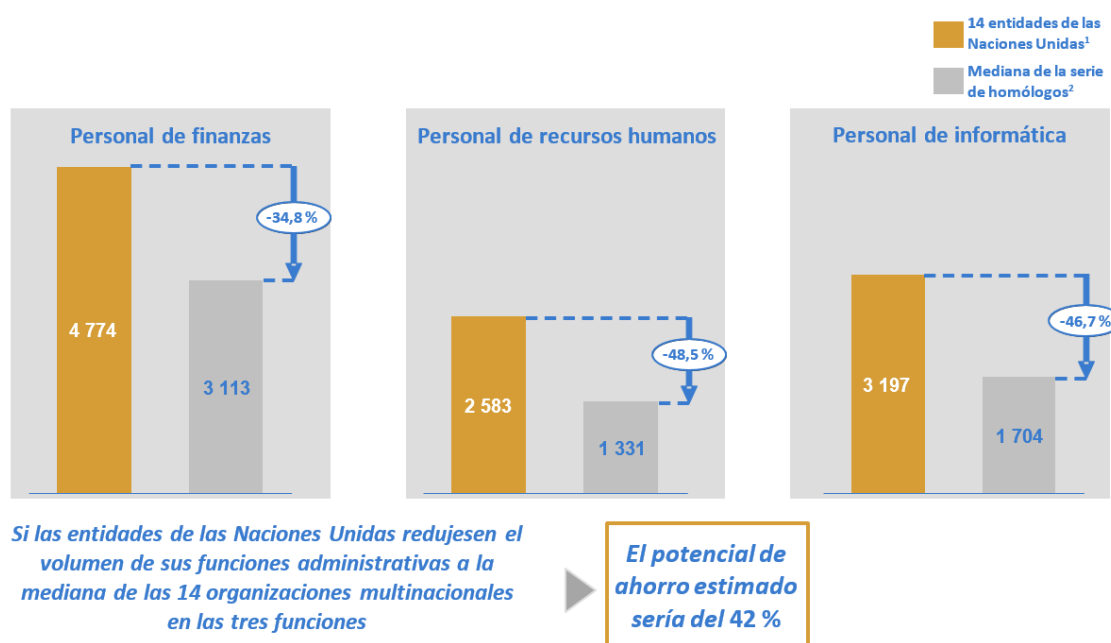 14 entidades de las
Naciones Unidas¹
Mediana de la serie
de homólogos²
Personal de finanzas
-34,8 %
4 774
3 113
Personal de recursos humanos
-48,5 %
2 583
1 331
Personal de informática
-46,7 %
3 197
1 704
Si las entidades de las Naciones Unidas redujesen el
volumen de sus funciones administrativas a la
mediana de las 14 organizaciones multinacionales
en las tres funciones
El potencial de
ahorro estimado
sería del 42 %